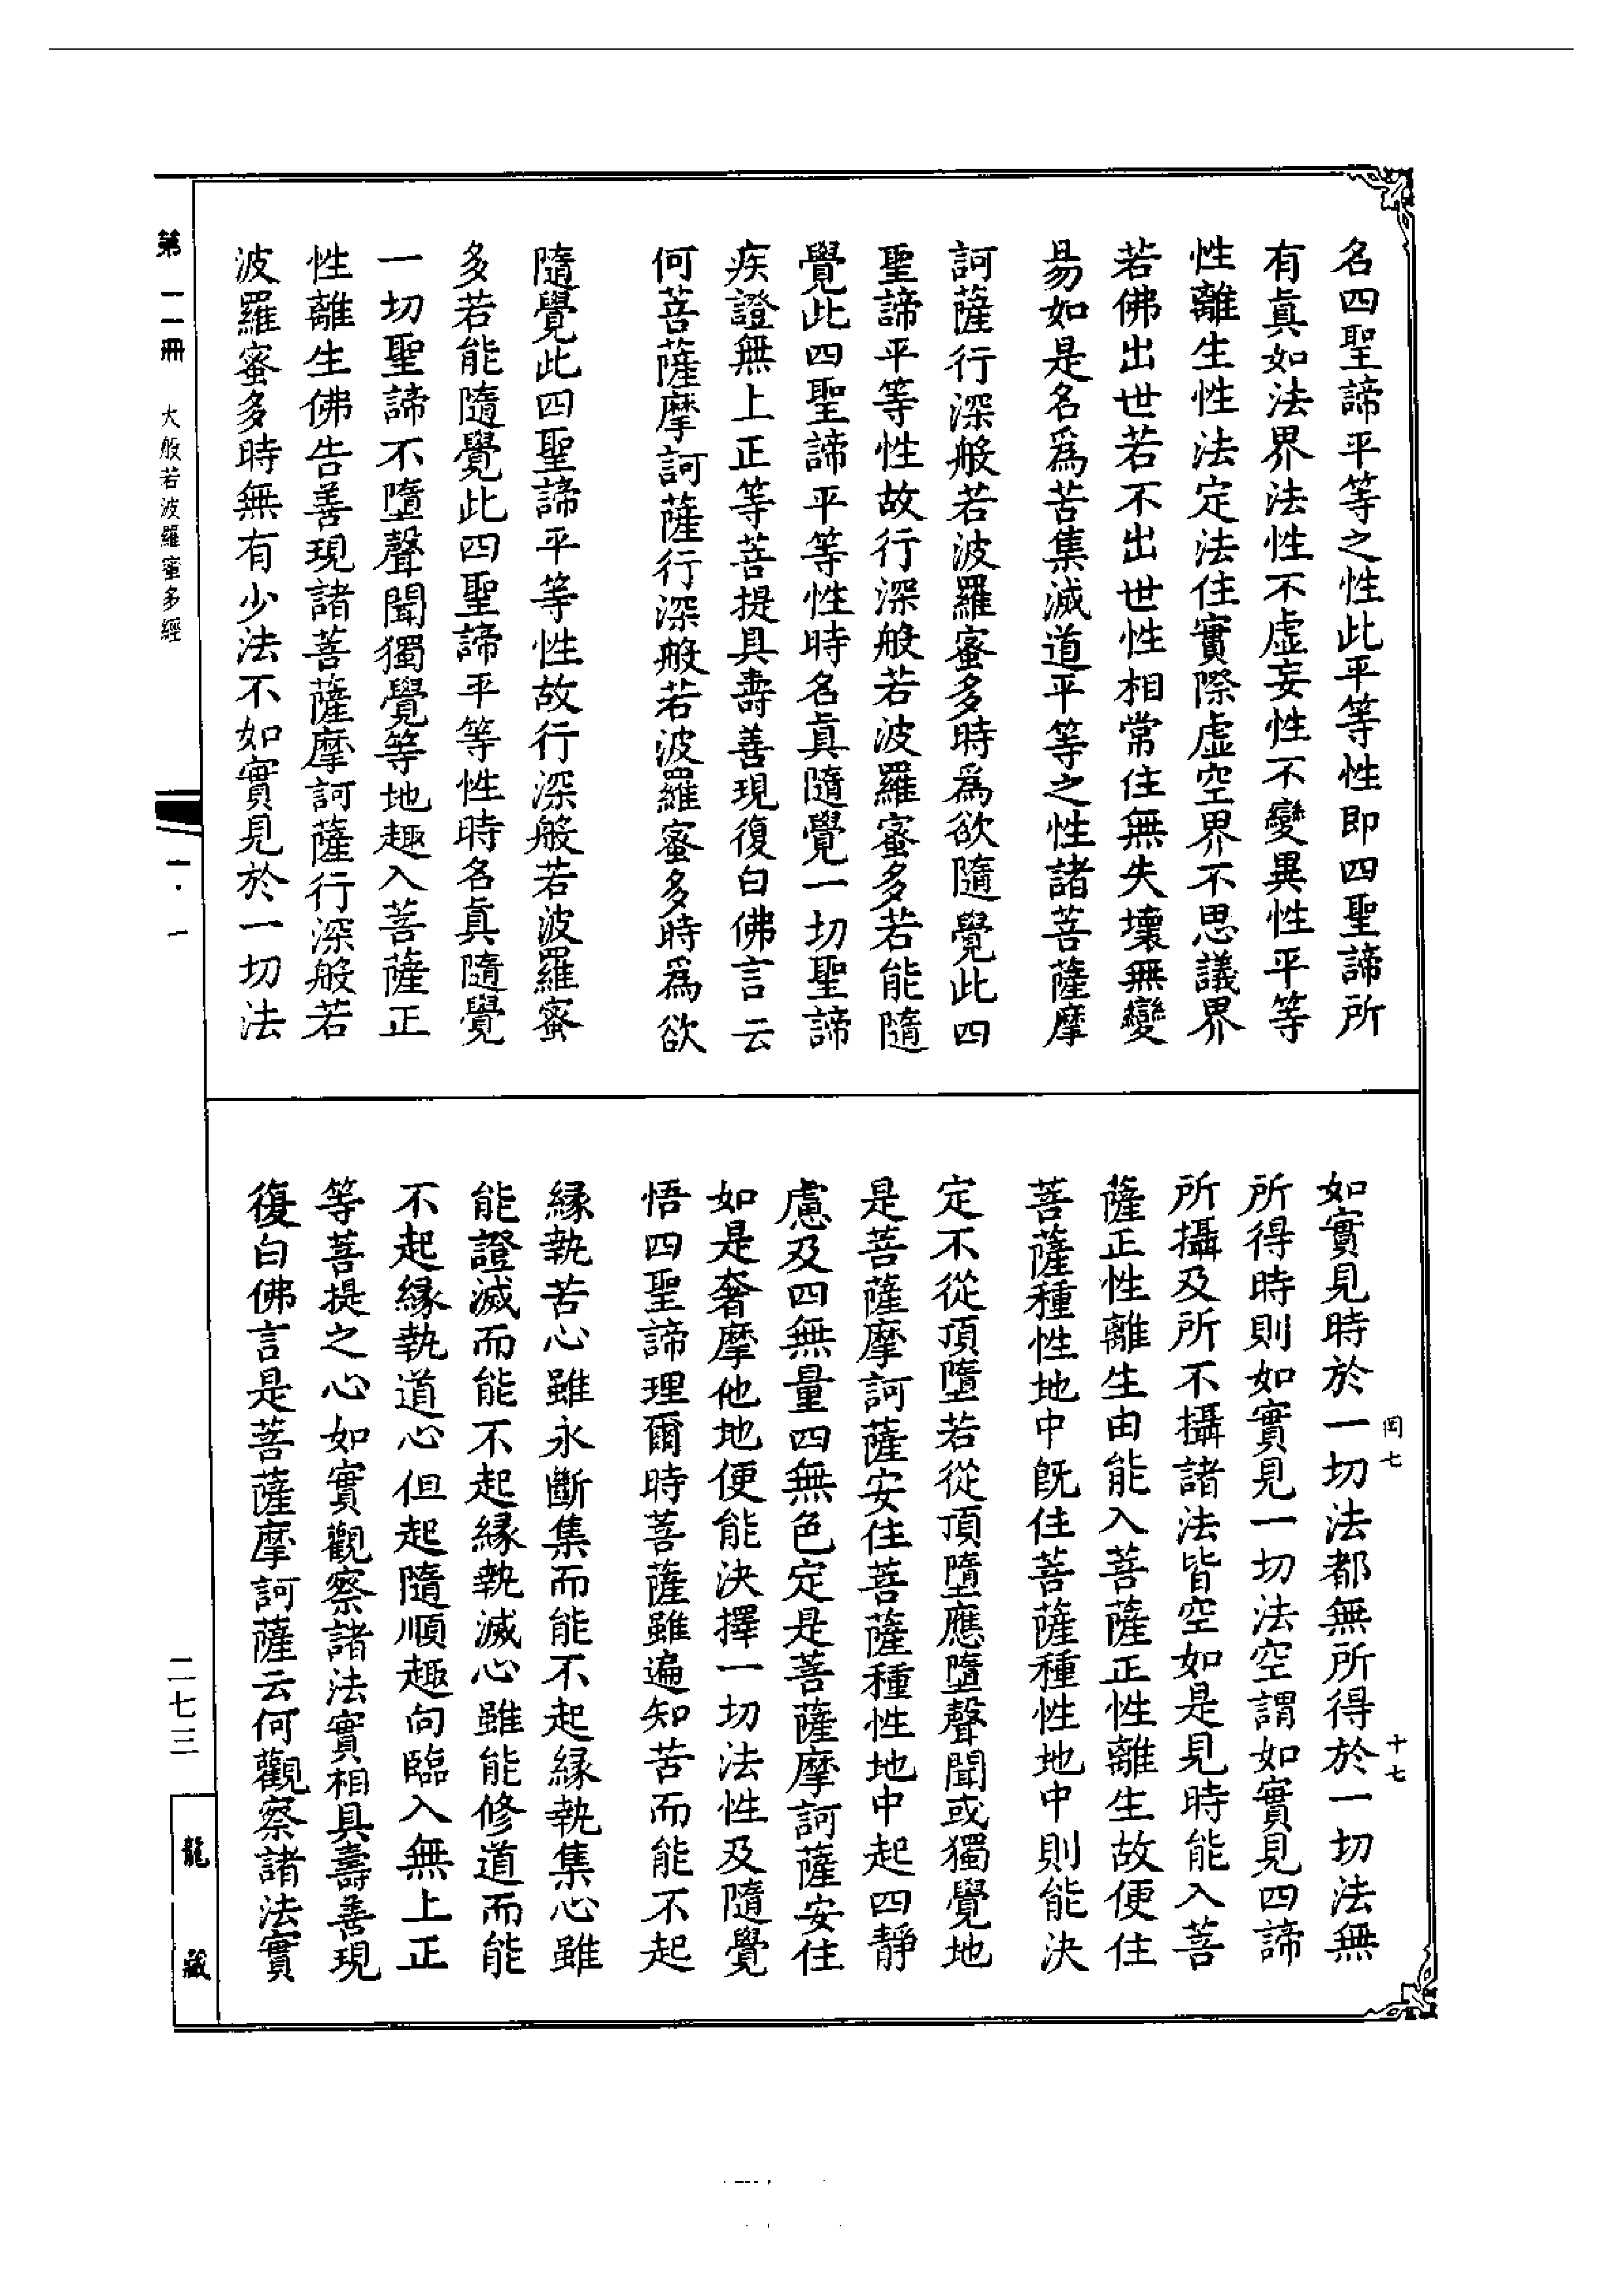 名四聖諦平等之性此平等性即四聖諦所
有真如法界法性不虛妄性不變異性平等
性離生性法定法住實際虛空界不思議界
若佛出世若不出世性相常住無失壞無變
易如是名爲苦集滅道平等之性諸菩薩摩
訶薩行深般若波羅蜜多時爲欲隨覺此四
聖諦平等性故行深般若波羅蜜多若能隨
覺此四聖諦平等性時名真隨覺一切聖諦
疾證無上正等菩提具壽善現復白佛言云
何菩薩摩訶薩行深般若波羅蜜多時爲欲
隨覺此四聖諦平等性故行深般若波羅蜜
多若能隨覺此四聖諦平等性時名真隨覺
一切聖諦不墮聲聞獨覺等地趣入菩薩正
性離生佛告善現諸菩薩摩訶薩行深般若
波羅蜜多時無有少法不如實見於一切法
如實見時於一切法都無所得於一切法無
所得時則如實見一切法空謂如實見四諦
所攝及所不攝諸法皆空如是見時能入菩
薩正性離生由能入菩薩正性離生故便住
菩薩種性地中既住菩薩種性地中則能決
定不從頂墮若從頂墮應墮聲聞或獨覺地
是菩薩摩訶薩安住菩薩種性地中起四靜
慮及四無量四無色定是菩薩摩訶薩安住
如是奢摩他地便能決擇一切法性及隨覺
悟四聖諦理爾時菩薩雖遍知苦而能不起
緣執苦心雖永斷集而能不起緣執集心雖
能證滅而能不起緣執滅心雖能修道而能
不起緣執道心但起隨順趣向臨入無上正
等菩提之心如實觀察諸法實相具壽善現
復白佛言是菩薩摩訶薩云何觀察諸法實
罔七
十七
第一一冊 大般若波羅蜜多經
一·一
二七三
龍藏